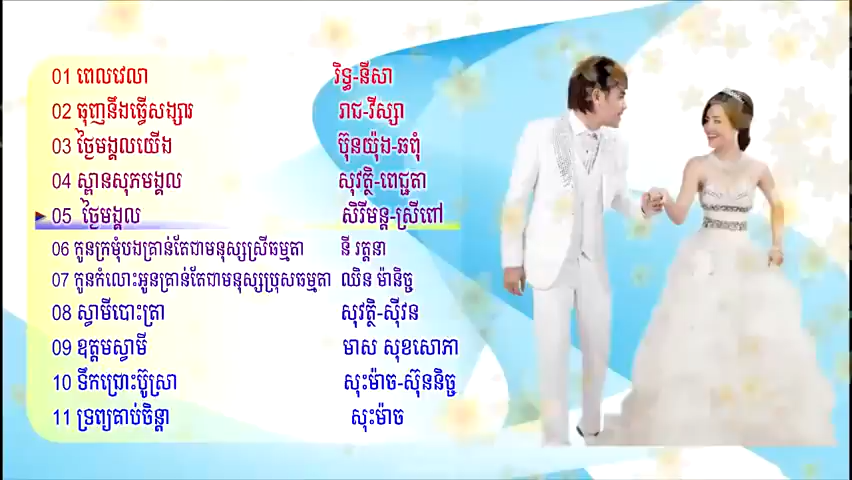 01 ពេលវេលា រិទ្ធ-នីសា
02 ធុញនឹងធ្វើសង្សារ រាជ-វីស្សា
03 ថ្ងៃមង្គលយើង ប៊ុនយ៉ុង-ឆពុំ
04 ស្ពានសុភមង្គល សុវត្ថិ-ពេជ្ជតា
05 ថ្ងៃមង្គល សិរីមន្ត-ស្រីពៅ
06 កូនក្រមុំបងគ្រាន់តែជាមនុស្សស្រីធម្មតា នី រត្តនា
07 កូនកំលោះអូនគ្រាន់តែជាមនុស្សប្រុសធម្មតា ឈិន ម៉ានិច្ច
08 ស្វាមីបោះត្រា សុវត្ថិ-ស៊ីវន
09 ឧត្តមស្វាមី មាស សុខសោភា
10 ទឹកព្រោះប៊ូស្រា សុះម៉ាច-ស៊ុននិច្ច
11 ទ្រព្យគាប់ចិន្តា សុះម៉ាច